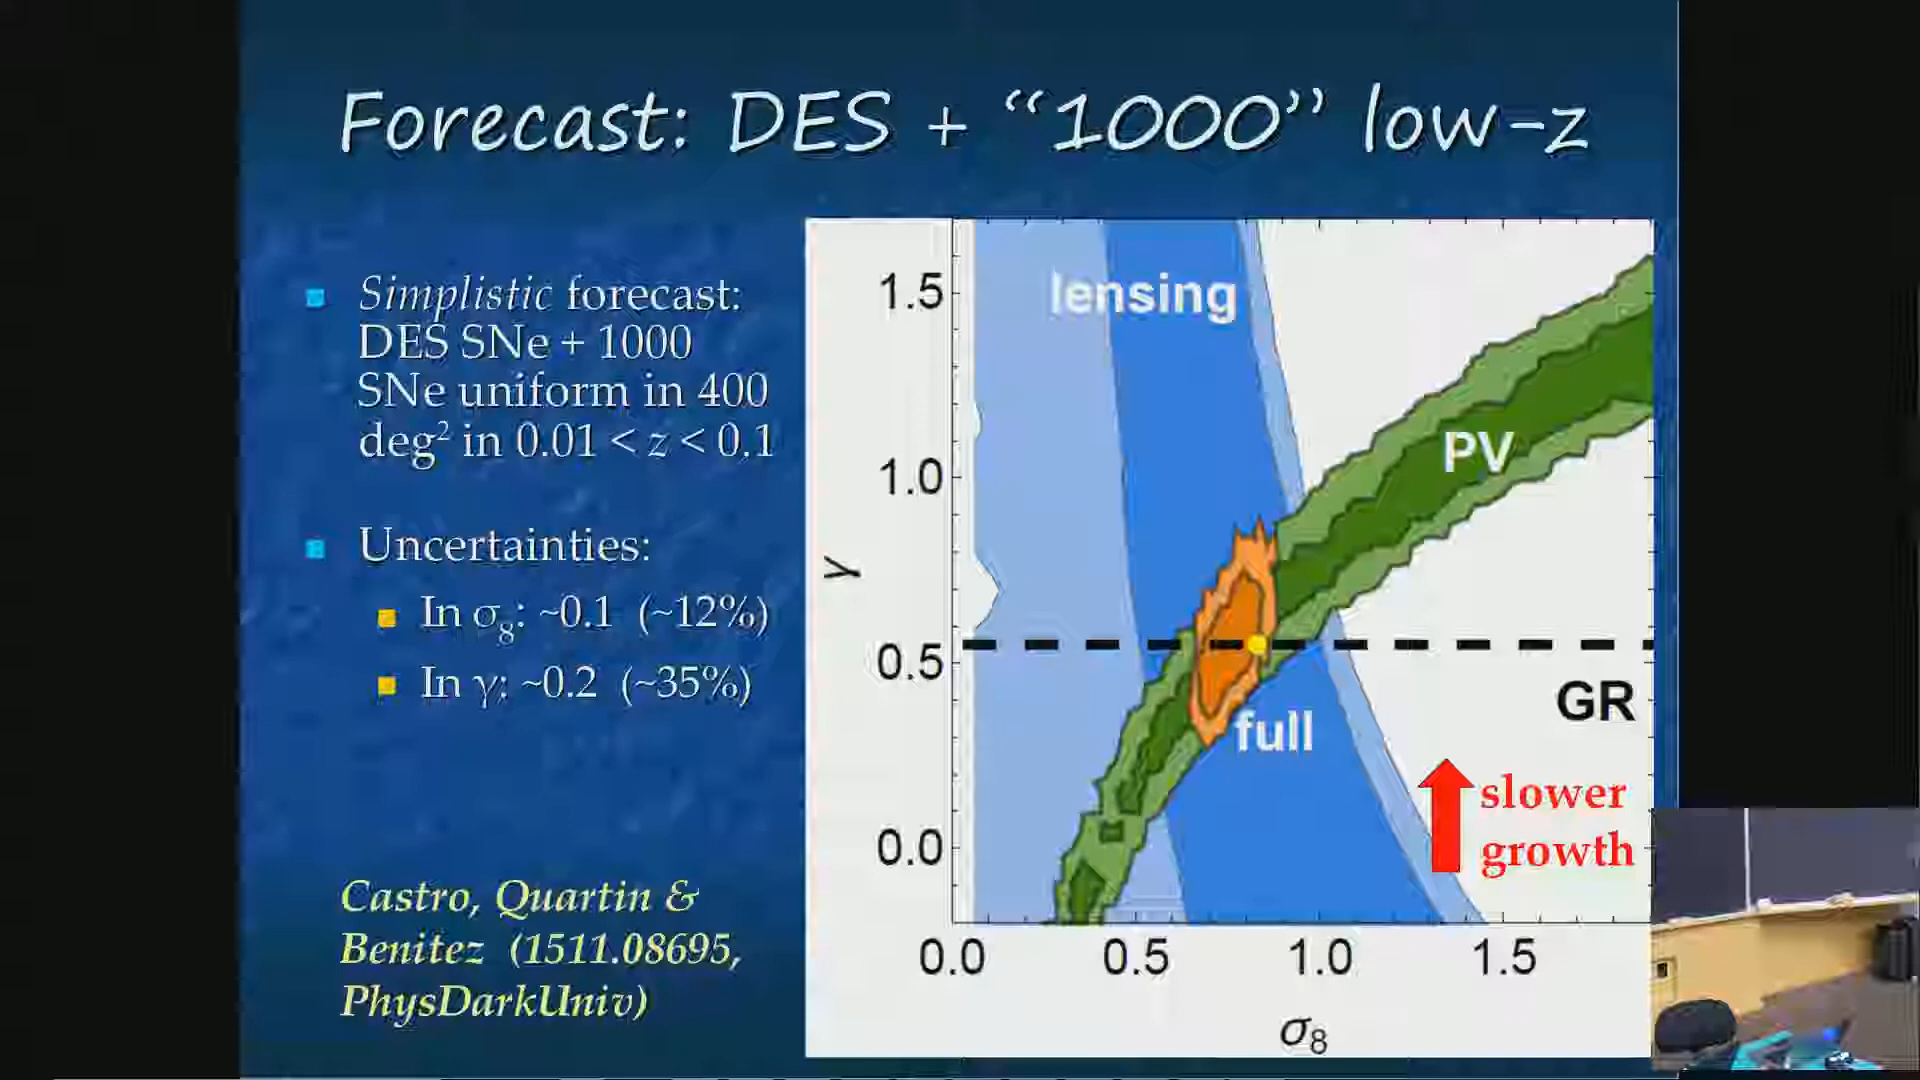 Forecast: DES + “1000” low-z
Simplistic forecast:
DES SNe + 1000
SNe uniform in 400
deg² in 0.01 < z < 0.1
Uncertainties:
In σ₈: ~0.1 (~12%)
In γ: ~0.2 (~35%)
Castro, Quartin &
Benitez (1511.08695,
PhysDarkUniv)
lensing
PV
full
GR
slower
growth
γ
1.5
1.0
0.5
0.0
0.0 0.5 1.0 1.5
σ₈